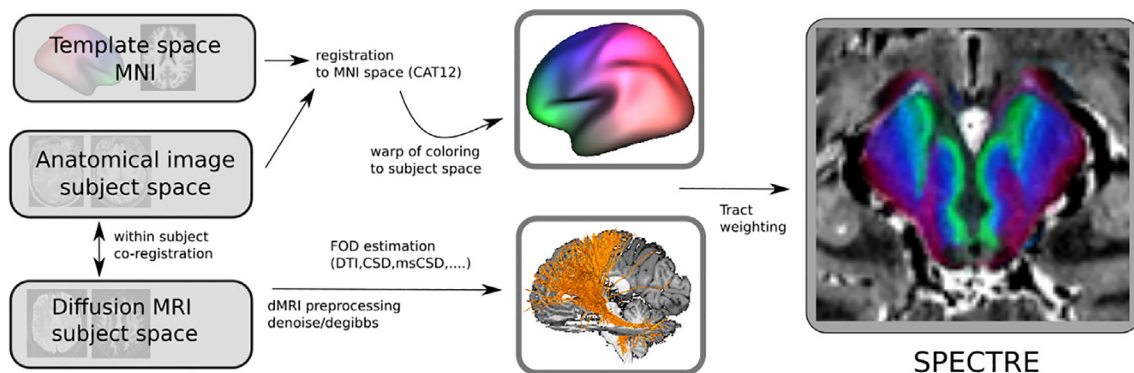 Template space
MNI
registration
to MNI space (CAT12)
Anatomical image
subject space
warp of coloring
to subject space
within subject
co-registration
FOD estimation
(DTI,CSD,msCSD,....)
Tract
weighting
Diffusion MRI
subject space
dMRI preprocessing
denoise/degibbs
SPECTRE